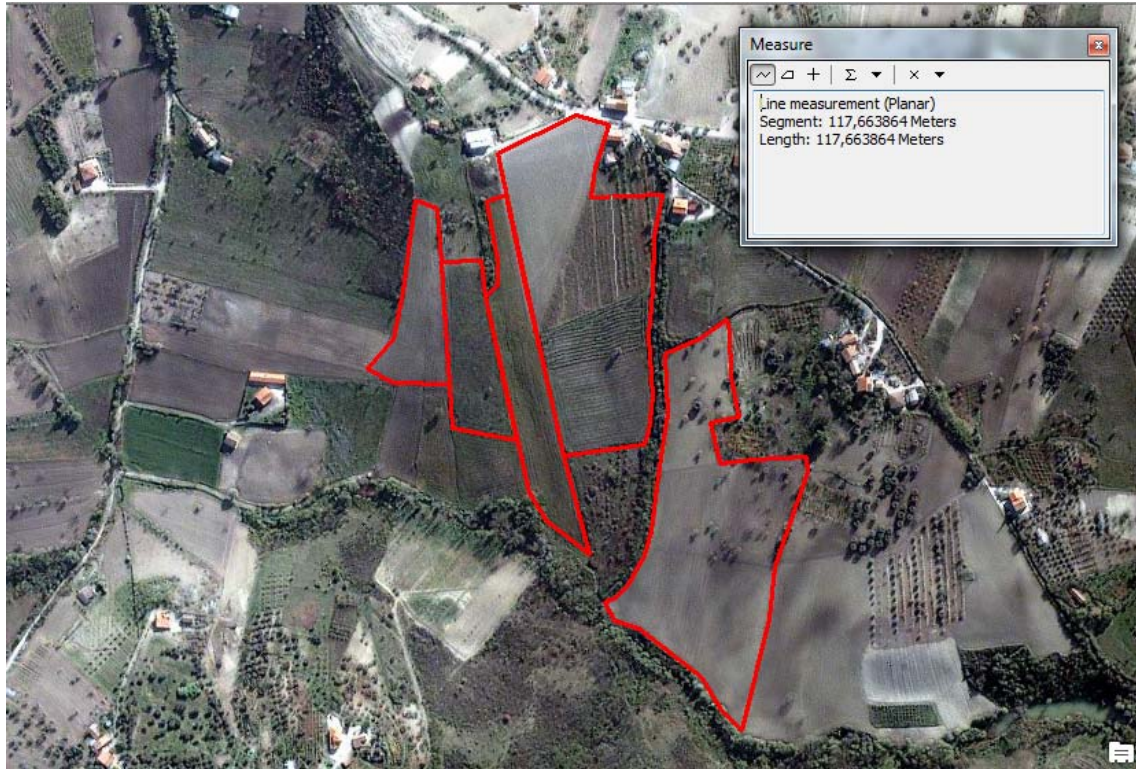 Measure
Line measurement (Planar)
Segment: 117,663864 Meters
Length: 117,663864 Meters